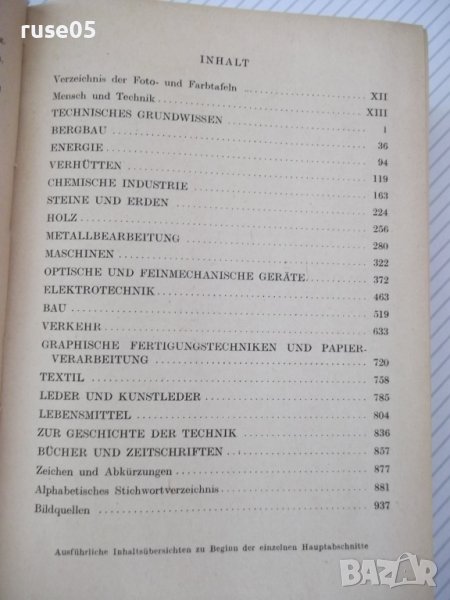 ruse05
INHALT
Verzeichnis der Foto- und Farbtafeln ... XII
Mensch und Technik XIII
TECHNISCHES GRUNDWISSEN 1
BERGBAU 36
ENERGIE 94
VERHÜTTEN 119
CHEMISCHE INDUSTRIE 163
STEINE UND ERDEN 224
HOLZ 256
METALLBEARBEITUNG 280
MASCHINEN 322
OPTISCHE UND FEINMECHANISCHE GERÄTE 372
ELEKTROTECHNIK 463
BAU 519
VERKEHR 633
GRAPHISCHE FERTIGUNGSTECHNIKEN UND PAPIER-
VERARBEITUNG 720
TEXTIL 758
LEDER UND KUNSTLEDER 785
LEBENSMITTEL 804
ZUR GESCHICHTE DER TECHNIK 836
BÜCHER UND ZEITSCHRIFTEN 857
Zeichen und Abkürzungen 877
Alphabetisches Stichwortverzeichnis 881
Bildquellen 937
Ausführliche Inhaltsübersichten zu Beginn der einzelnen Hauptabschnitte
BAZAR.bg